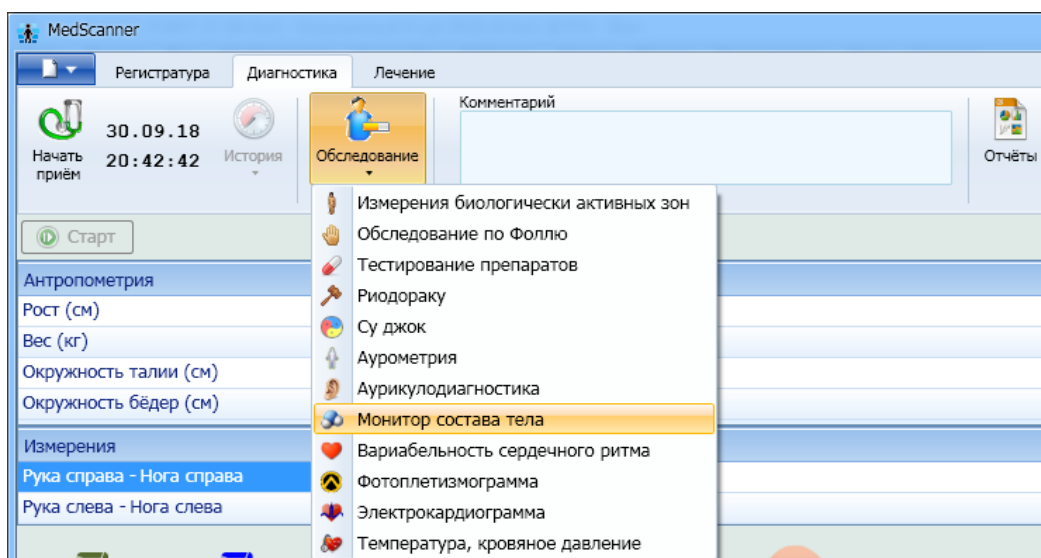 MedScanner
Регистратура Диагностика Лечение
Начать приём
30.09.18
20:42:42
История
Обследование
Комментарий
Отчёты
Измерения биологически активных зон
Обследование по Фоллю
Тестирование препаратов
Риодораку
Су джок
Аурометрия
Аурикулодиагностика
Монитор состава тела
Вариабельность сердечного ритма
Фотоплетизмограмма
Электрокардиограмма
Температура, кровяное давление
Старт
Антропометрия
Рост (см)
Вес (кг)
Окружность талии (см)
Окружность бёдер (см)
Измерения
Рука справа - Нога справа
Рука слева - Нога слева